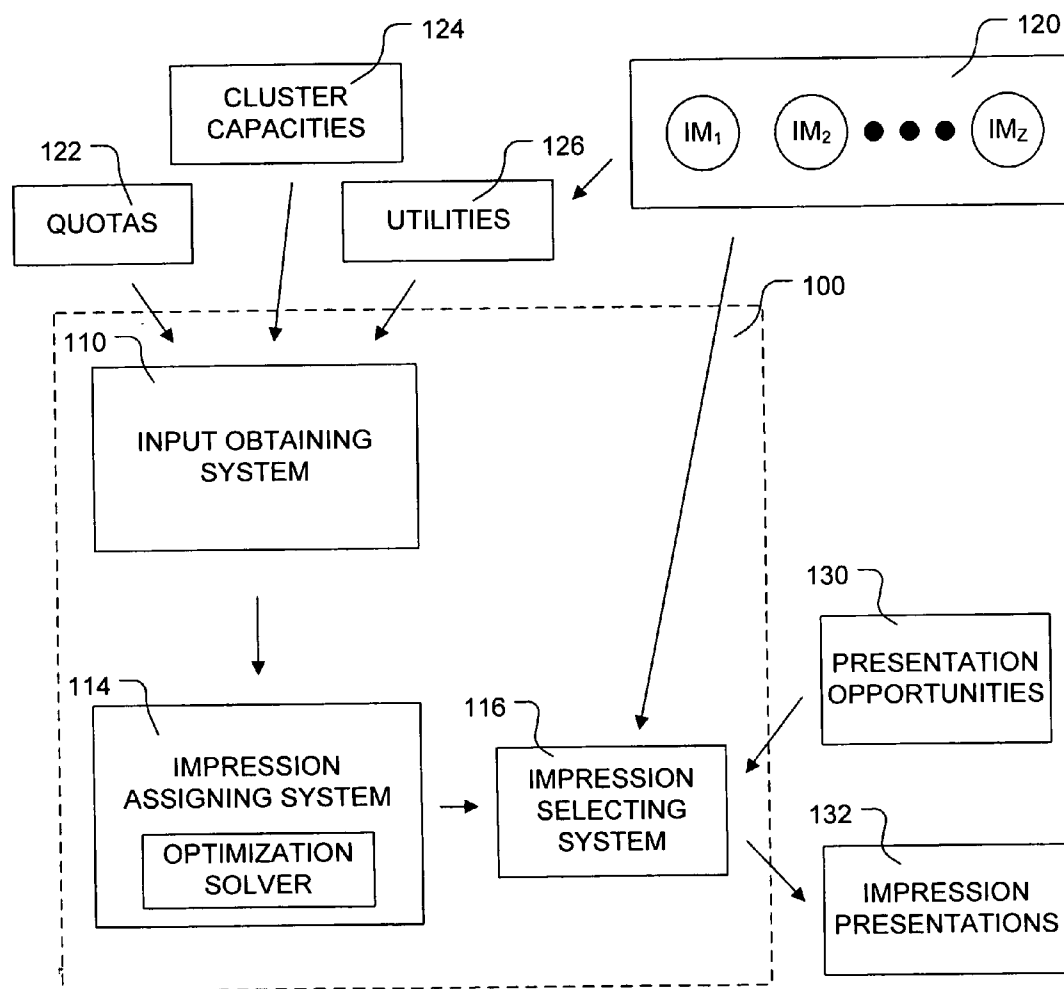 124
120
CLUSTER
CAPACITIES
IM₁ IM₂ IM_Z
122
126
QUOTAS
UTILITIES
100
110
INPUT OBTAINING
SYSTEM
130
PRESENTATION
OPPORTUNITIES
114
116
IMPRESSION
ASSIGNING SYSTEM
IMPRESSION
SELECTING
SYSTEM
OPTIMIZATION
SOLVER
132
IMPRESSION
PRESENTATIONS